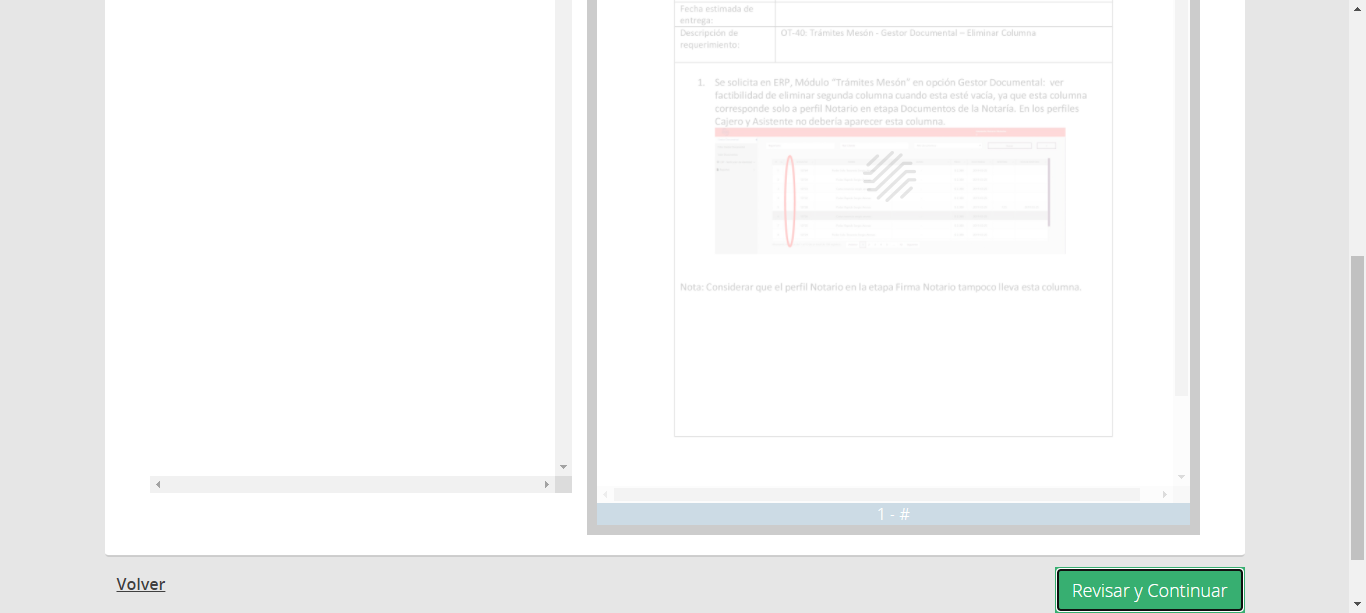 Fecha estimada de
entrega:
Descripción de
requerimiento:
OT-40: Trámites Mesón - Gestor Documental – Eliminar Columna
1. Se solicita en ERP, Módulo "Trámites Mesón" en opción Gestor Documental: ver
factibilidad de eliminar segunda columna cuando esta esté vacía, ya que esta columna
corresponde solo a perfil Notario en etapa Documentos de la Notaría. En los perfiles
Cajero y Asistente no debería aparecer esta columna.
Nota: Considerar que el perfil Notario en la etapa Firma Notario tampoco lleva esta columna.
1 - #
Volver
Revisar y Continuar